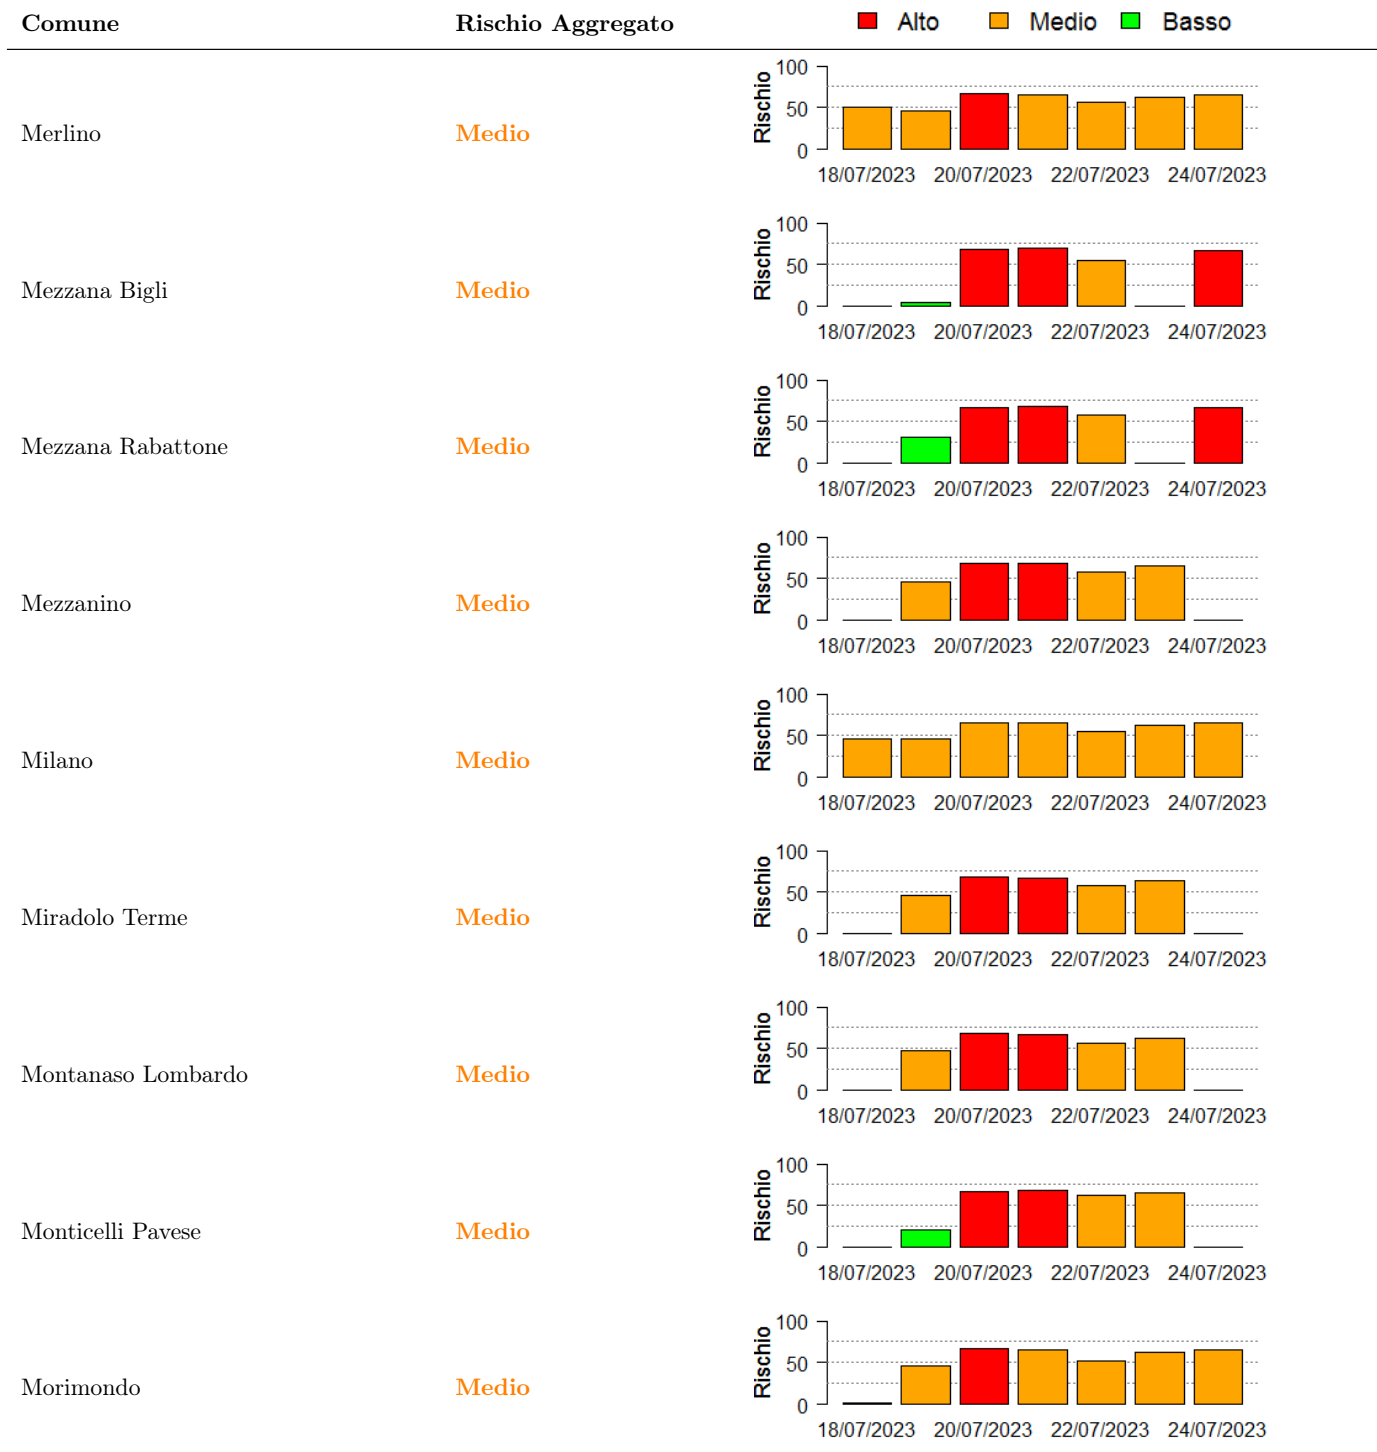 Comune Rischio Aggregato Alto Medio Basso
Merlino Medio
Rischio
100
50
0
18/07/2023 20/07/2023 22/07/2023 24/07/2023
Mezzana Bigli Medio
Rischio
100
50
0
18/07/2023 20/07/2023 22/07/2023 24/07/2023
Mezzana Rabattone Medio
Rischio
100
50
0
18/07/2023 20/07/2023 22/07/2023 24/07/2023
Mezzanino Medio
Rischio
100
50
0
18/07/2023 20/07/2023 22/07/2023 24/07/2023
Milano Medio
Rischio
100
50
0
18/07/2023 20/07/2023 22/07/2023 24/07/2023
Miradolo Terme Medio
Rischio
100
50
0
18/07/2023 20/07/2023 22/07/2023 24/07/2023
Montanaso Lombardo Medio
Rischio
100
50
0
18/07/2023 20/07/2023 22/07/2023 24/07/2023
Monticelli Pavese Medio
Rischio
100
50
0
18/07/2023 20/07/2023 22/07/2023 24/07/2023
Morimondo Medio
Rischio
100
50
0
18/07/2023 20/07/2023 22/07/2023 24/07/2023